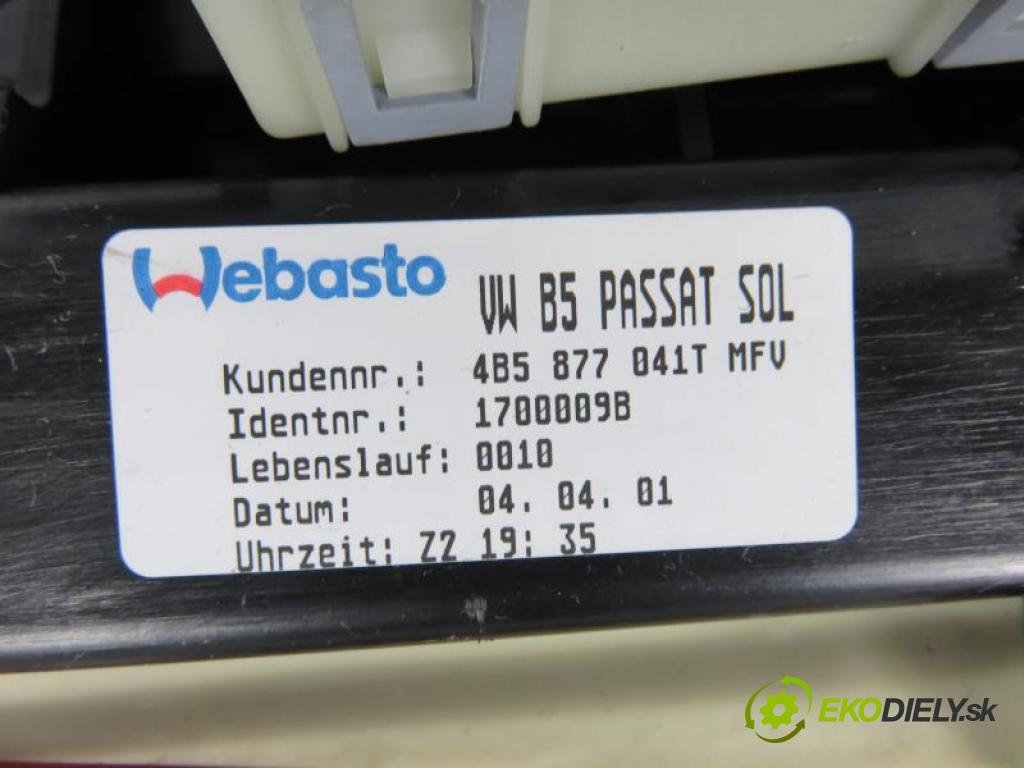 Webasto VW B5 PASSAT SOL
Kundennr.: 4B5 877 041T MFV
Identnr.: 1700009B
Lebenslauf: 0010
Datum: 04. 04. 01
Uhrzeit: Z2 19: 35
EKODIELY.sk